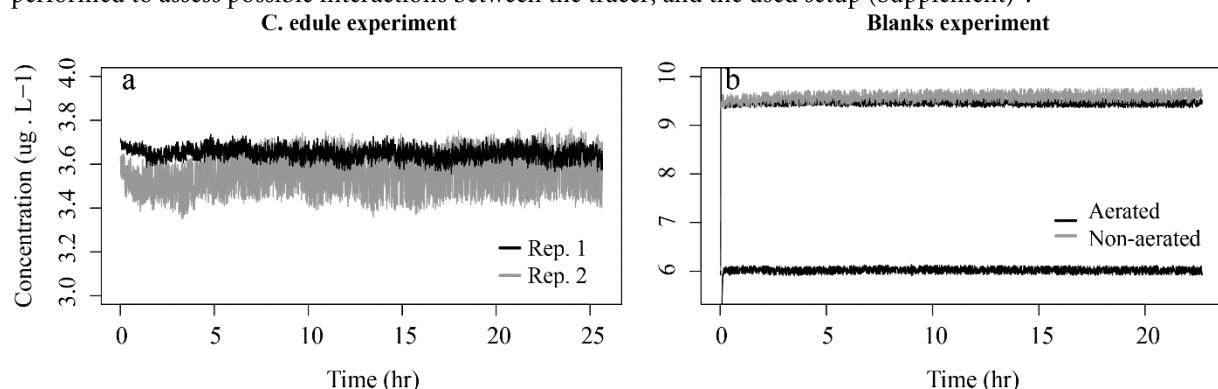 performed to assess possible interactions between the tracer, and the used setup (Supplement) .
C. edule experiment
Blanks experiment
a
Concentration (ug . L−1)
4.0
3.8
3.6
3.4
3.2
3.0
Rep. 1
Rep. 2
0 5 10 15 20 25
Time (hr)
b
10
9
8
7
6
Aerated
Non-aerated
0 5 10 15 20
Time (hr)